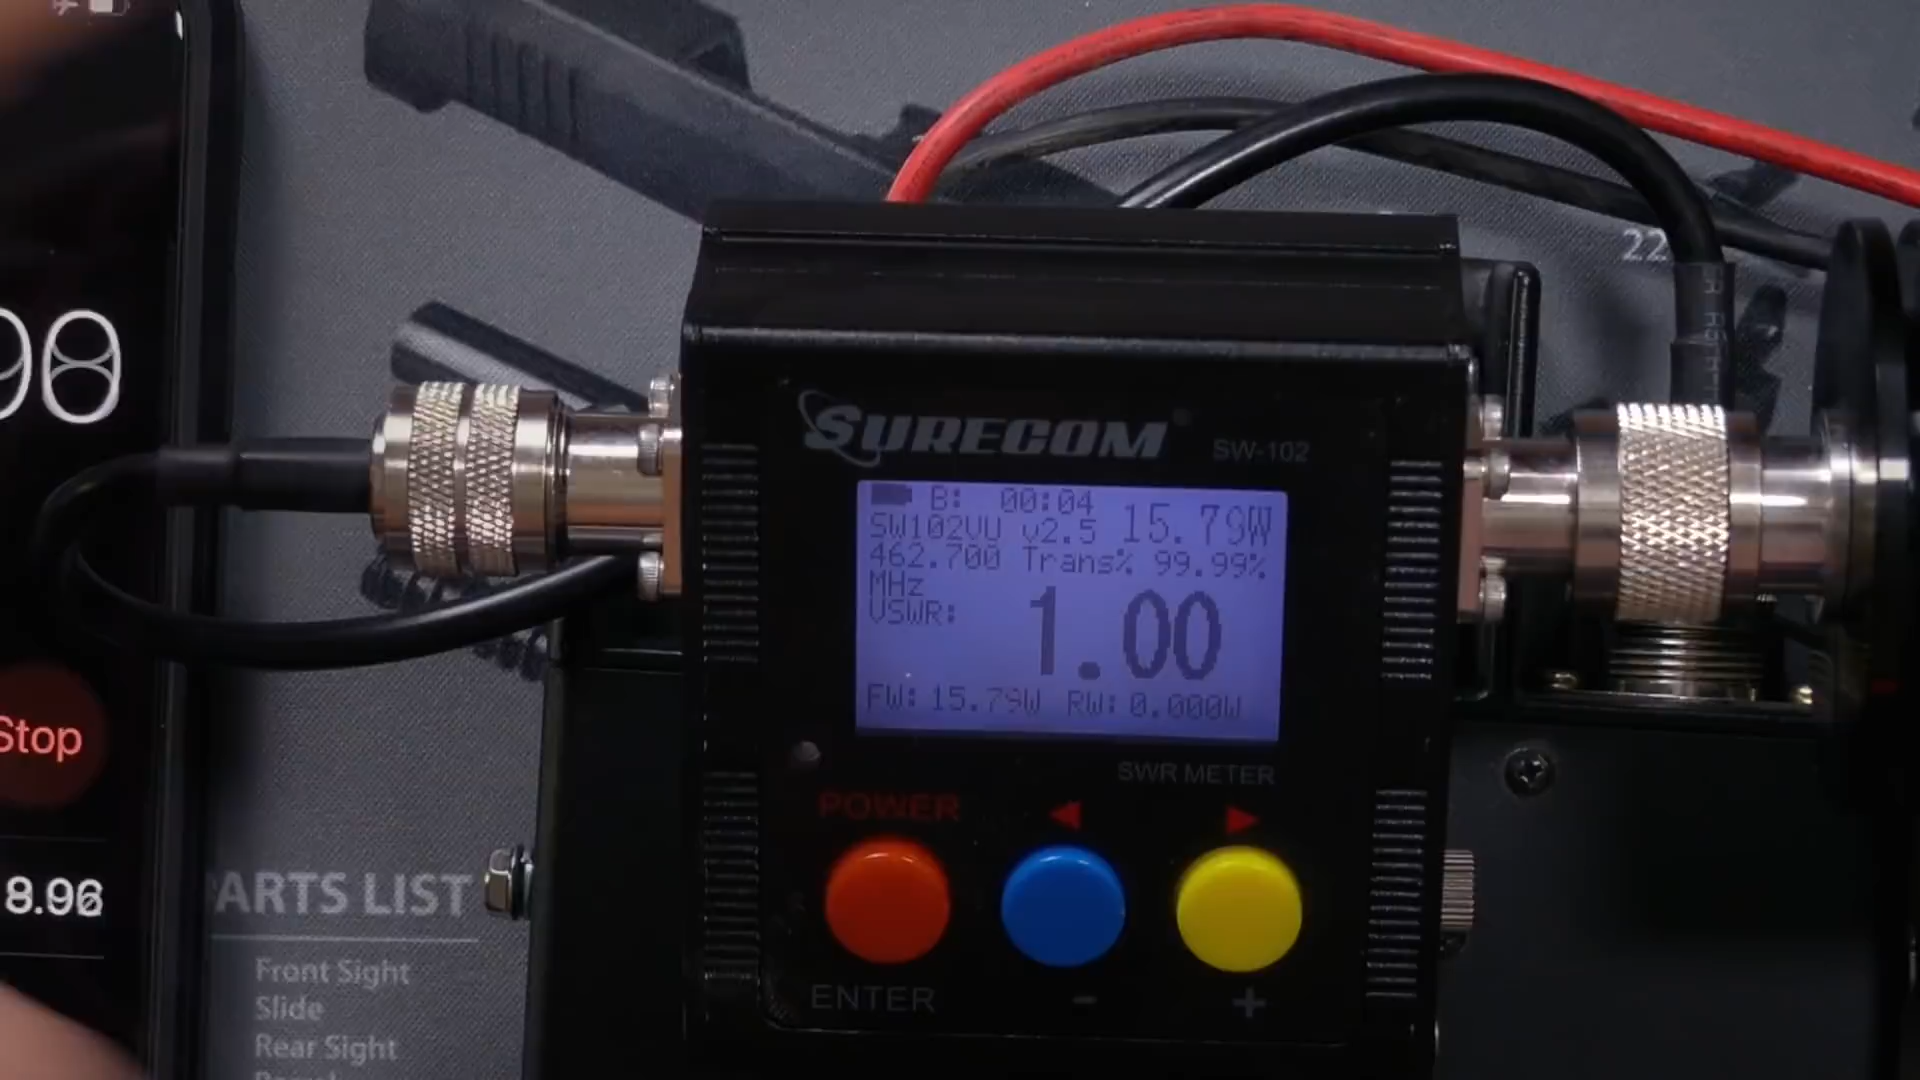 22
SURECOM
SW-102
B: 00:04
SW102VU v2.5 15.79W
462.700 Trans% 99.99%
MHz
VSWR: 1.00
FW: 15.79W RW: 0.000W
SWR METER
POWER
ENTER
- +
Stop
8.96
PARTS LIST
Front Sight
Slide
Rear Sight